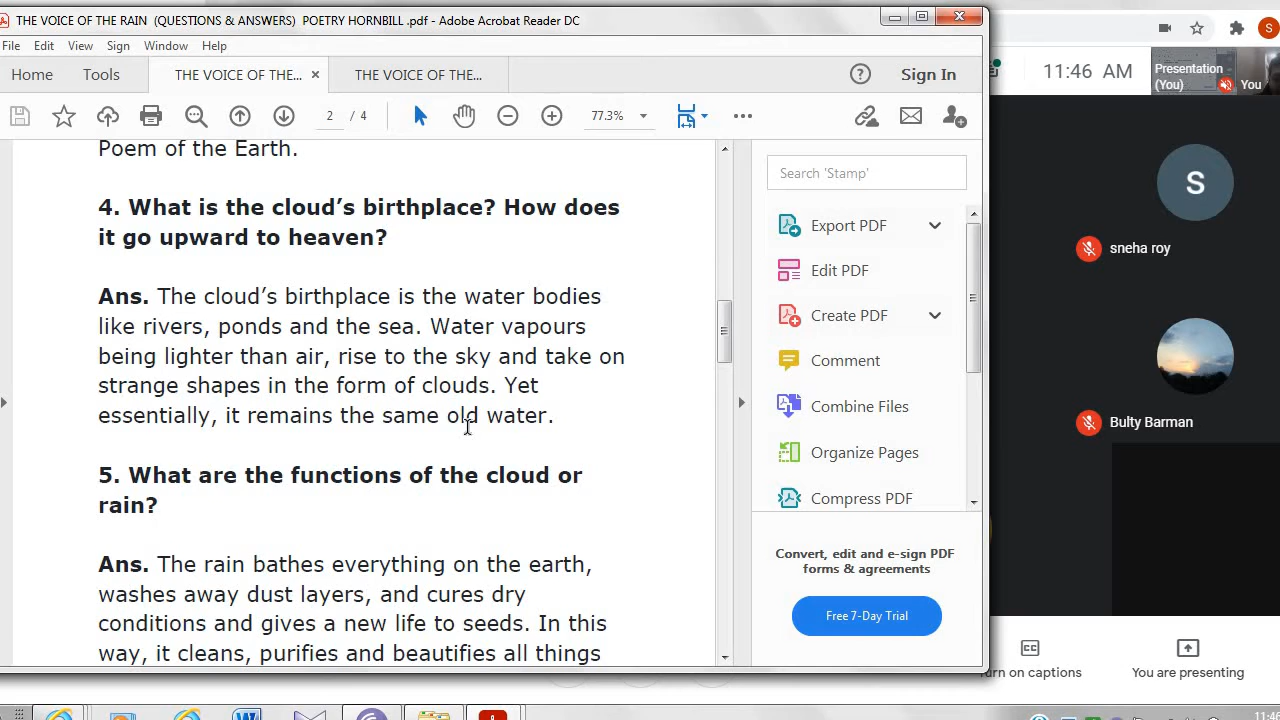 THE VOICE OF THE RAIN (QUESTIONS & ANSWERS) POETRY HORNBILL .pdf - Adobe Acrobat Reader DC
File Edit View Sign Window Help
Home Tools THE VOICE OF THE... × THE VOICE OF THE... Sign In
2 / 4 77.3%
Poem of the Earth.
4. What is the cloud's birthplace? How does
it go upward to heaven?
Ans. The cloud's birthplace is the water bodies
like rivers, ponds and the sea. Water vapours
being lighter than air, rise to the sky and take on
strange shapes in the form of clouds. Yet
essentially, it remains the same old water.
5. What are the functions of the cloud or
rain?
Ans. The rain bathes everything on the earth,
washes away dust layers, and cures dry
conditions and gives a new life to seeds. In this
way, it cleans, purifies and beautifies all things
Search 'Stamp'
Export PDF
Edit PDF
Create PDF
Comment
Combine Files
Organize Pages
Compress PDF
Convert, edit and e-sign PDF
forms & agreements
Free 7-Day Trial
S
11:46 AM
Presentation
(You)
You
S
sneha roy
Bulty Barman
CC
urn on captions
You are presenting
W